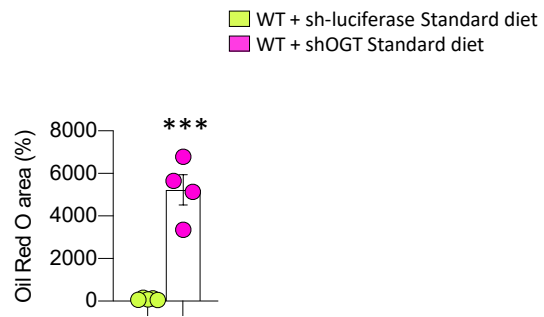 WT + sh-luciferase Standard diet
WT + shOGT Standard diet
***
Oil Red O area (%)
8000
6000
4000
2000
0